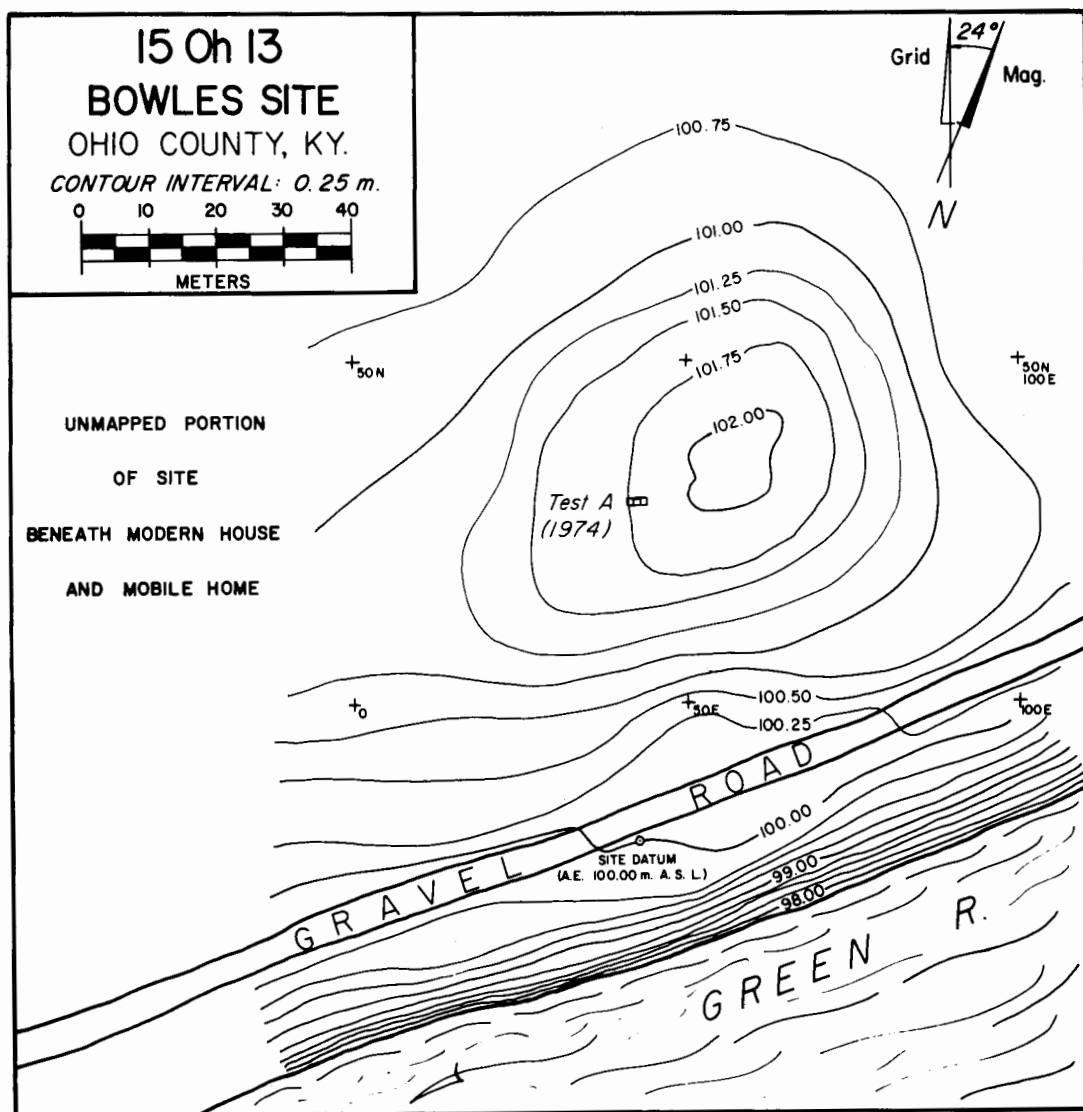 15 Oh 13
BOWLES SITE
OHIO COUNTY, KY.
CONTOUR INTERVAL: 0.25 m.
0 10 20 30 40
METERS
24°
Grid
Mag.
N
100.75
101.00
101.25
101.50
101.75
102.00
50N
50N
100E
UNMAPPED PORTION
OF SITE
BENEATH MODERN HOUSE
AND MOBILE HOME
Test A
(1974)
0
50E
100E
100.50
100.25
GRAVEL ROAD
100.00
SITE DATUM
(A.E. 100.00 m. A.S.L.)
99.00
98.00
GREEN R.